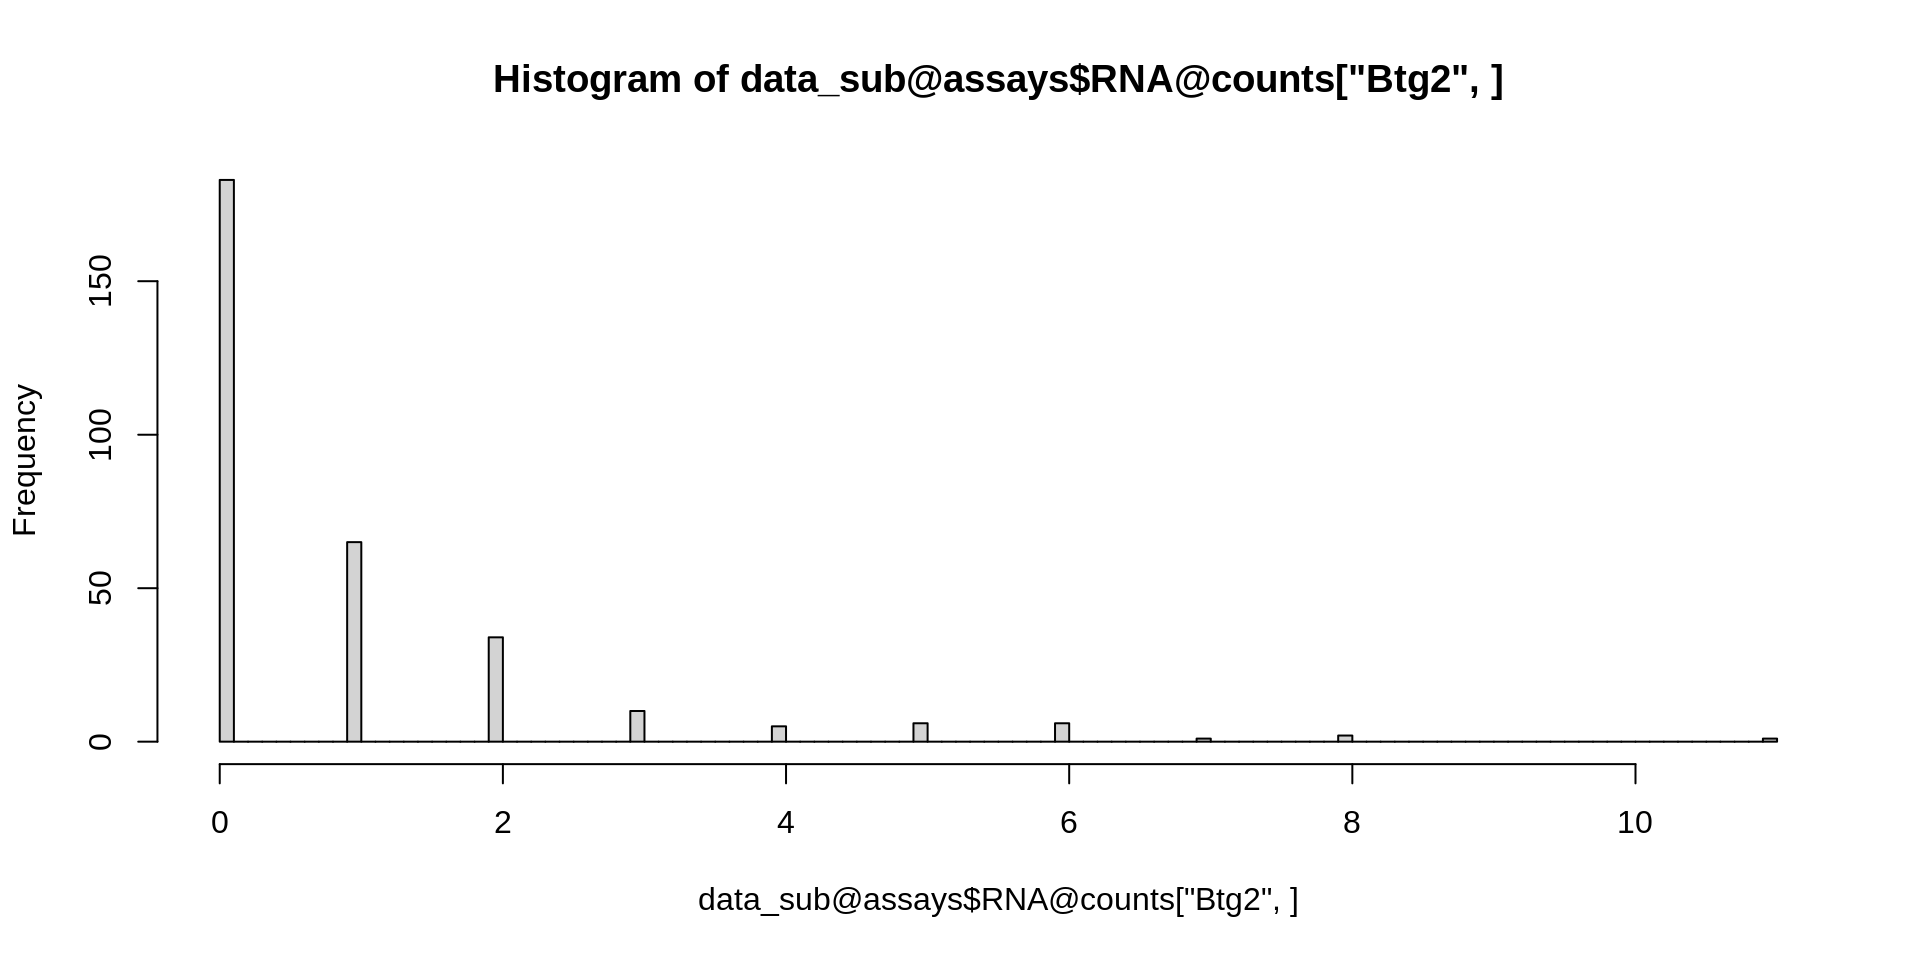 Histogram of data_sub@assays$RNA@counts["Btg2", ]
Frequency
150
100
50
0
0 2 4 6 8 10
data_sub@assays$RNA@counts["Btg2", ]